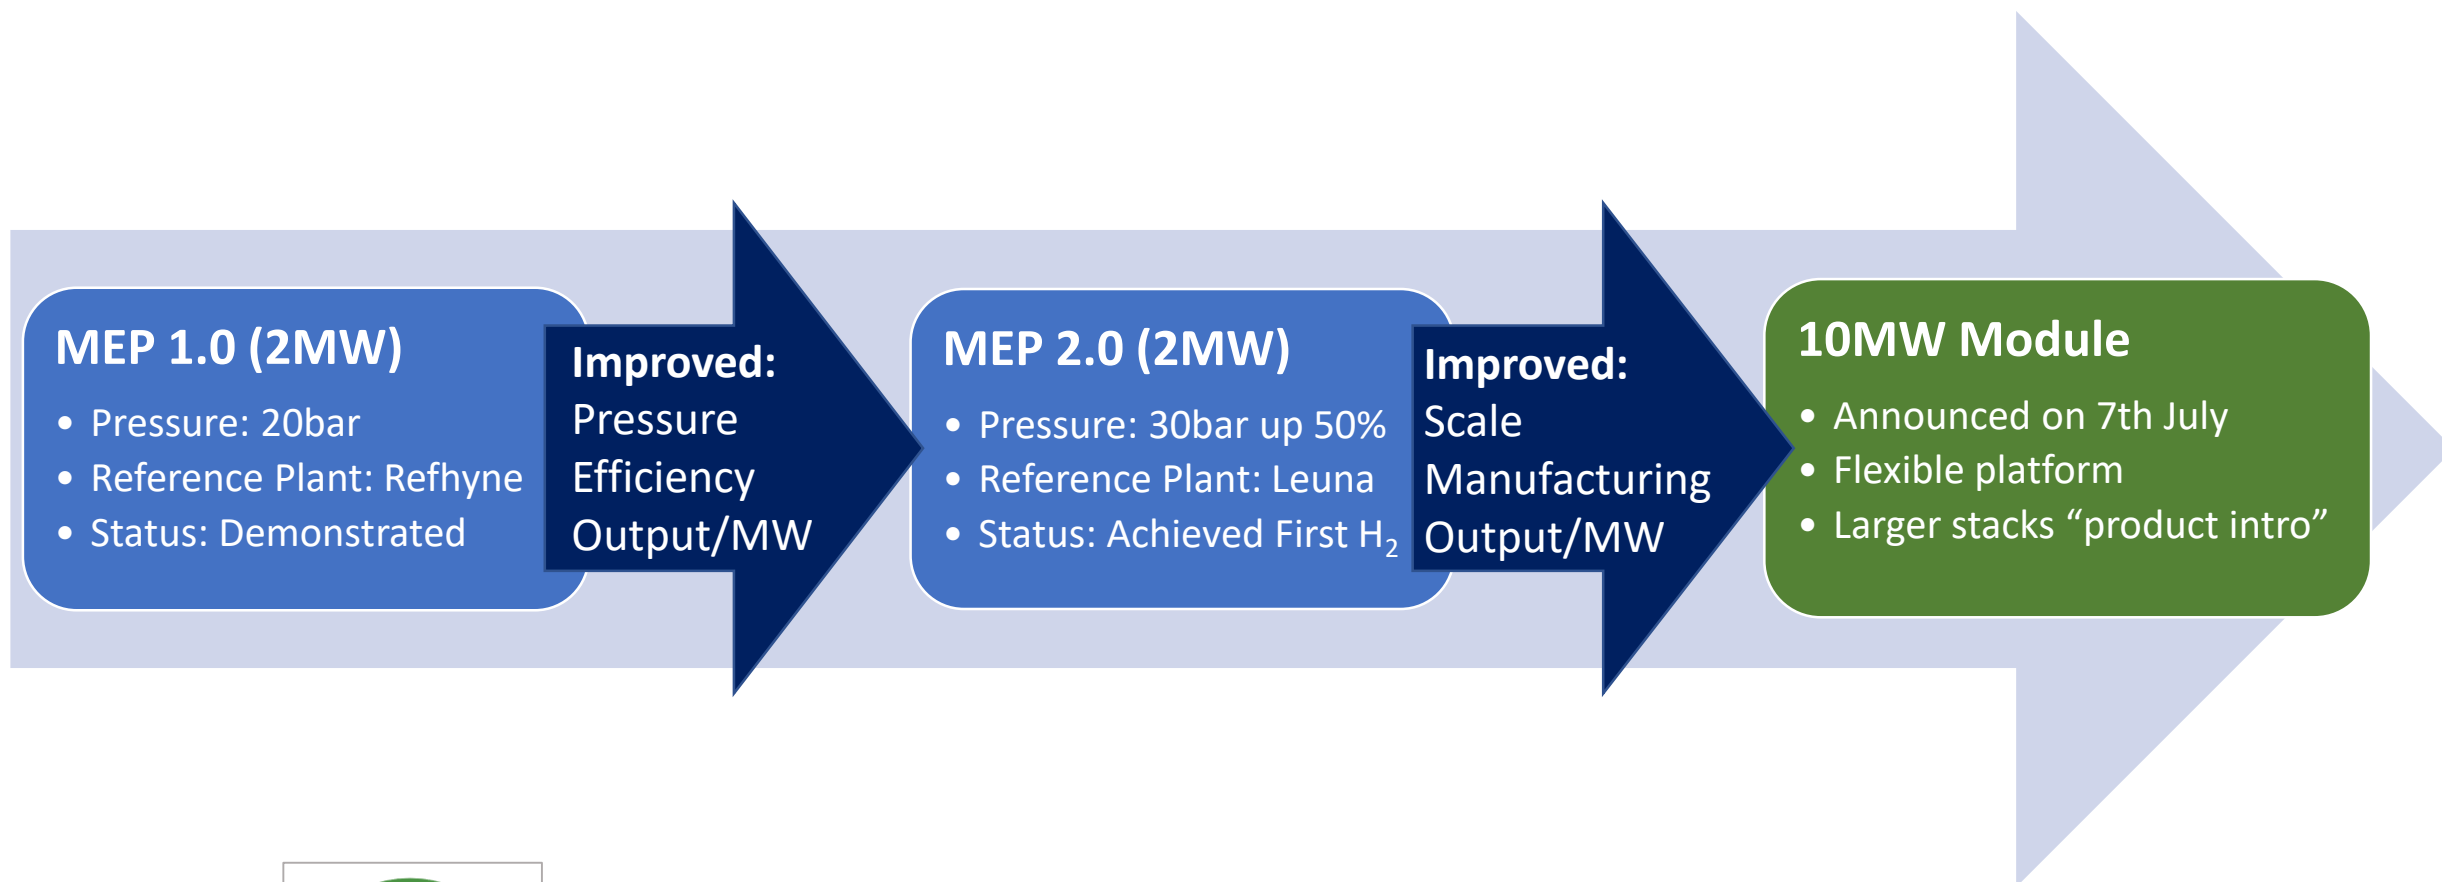 MEP 1.0 (2MW)
• Pressure: 20bar
• Reference Plant: Refhyne
• Status: Demonstrated
Improved:
Pressure
Efficiency
Output/MW
MEP 2.0 (2MW)
• Pressure: 30bar up 50%
• Reference Plant: Leuna
• Status: Achieved First H₂
Improved:
Scale
Manufacturing
Output/MW
10MW Module
• Announced on 7th July
• Flexible platform
• Larger stacks “product intro”